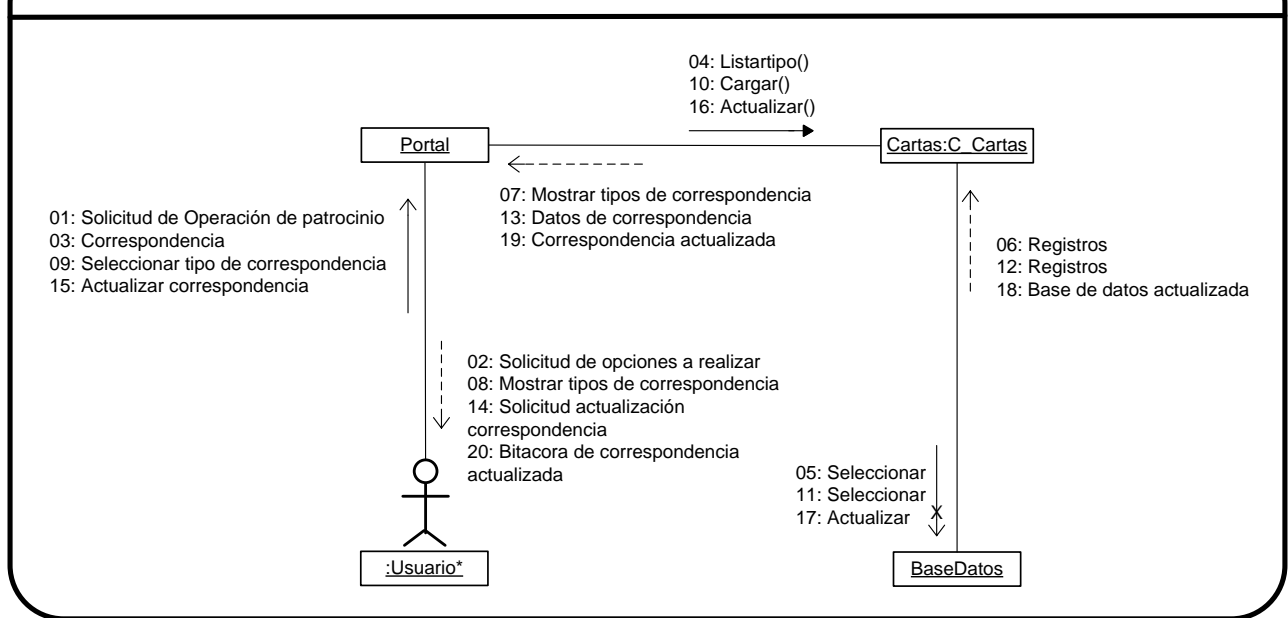 04: Listartipo()
10: Cargar()
16: Actualizar()
Portal
Cartas:C_Cartas
07: Mostrar tipos de correspondencia
13: Datos de correspondencia
19: Correspondencia actualizada
01: Solicitud de Operación de patrocinio
03: Correspondencia
09: Seleccionar tipo de correspondencia
15: Actualizar correspondencia
06: Registros
12: Registros
18: Base de datos actualizada
02: Solicitud de opciones a realizar
08: Mostrar tipos de correspondencia
14: Solicitud actualización
correspondencia
20: Bitacora de correspondencia
actualizada
05: Seleccionar
11: Seleccionar
17: Actualizar
X
:Usuario*
BaseDatos